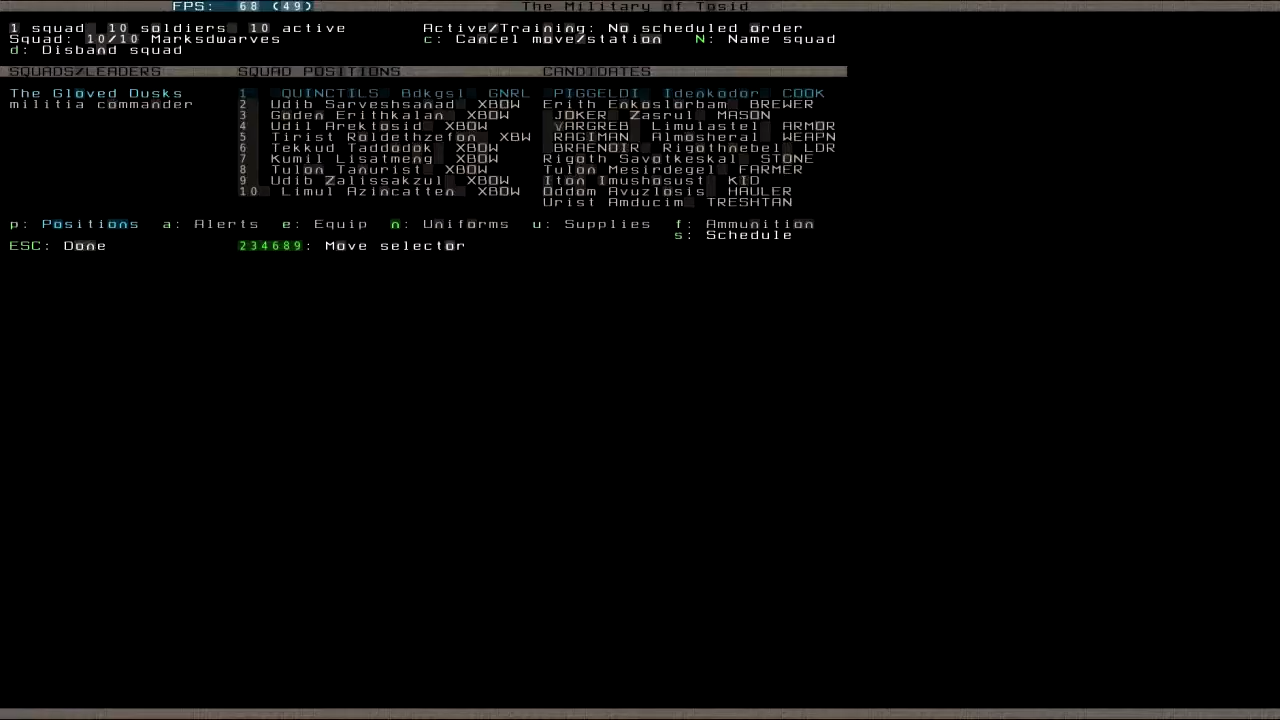 FPS: 68 (49) The Military of Tosid
1 squad 10 soldiers 10 active Active/Training: No scheduled order
Squad: 10/10 Marksdwarves c: Cancel move/station N: Name squad
d: Disband squad
SQUADS/LEADERS SQUAD POSITIONS CANDIDATES
The Gloved Dusks 1 QUINCTILS Bdkgsl GNRL PIGGELDI Idenkodor COOK
militia commander 2 Udib Sarveshsanad XBOW Erith Enkoslorbam BREWER
3 Goden Erithkalan XBOW JOKER Zasrul MASON
4 Udil Arektosid XBOW VARGREB Limulastel ARMOR
5 Tirist Roldethzefon XBW RAGIMAN Almosheral WEAPN
6 Tekkud Taddodok XBOW BRAENOIR Rigothnebel LDR
7 Kumil Lisatmeng XBOW Rigoth Savotkeskal STONE
8 Tulon Tanurist XBOW Tulon Mesirdegel FARMER
9 Udib Zalissakzul XBOW Iton Imushosust KID
10 Limul Azincatten XBOW Oddom Avuzlosis HAULER
Urist Amducim TRESHTAN
p: Positions a: Alerts e: Equip n: Uniforms u: Supplies f: Ammunition
s: Schedule
ESC: Done 234689: Move selector